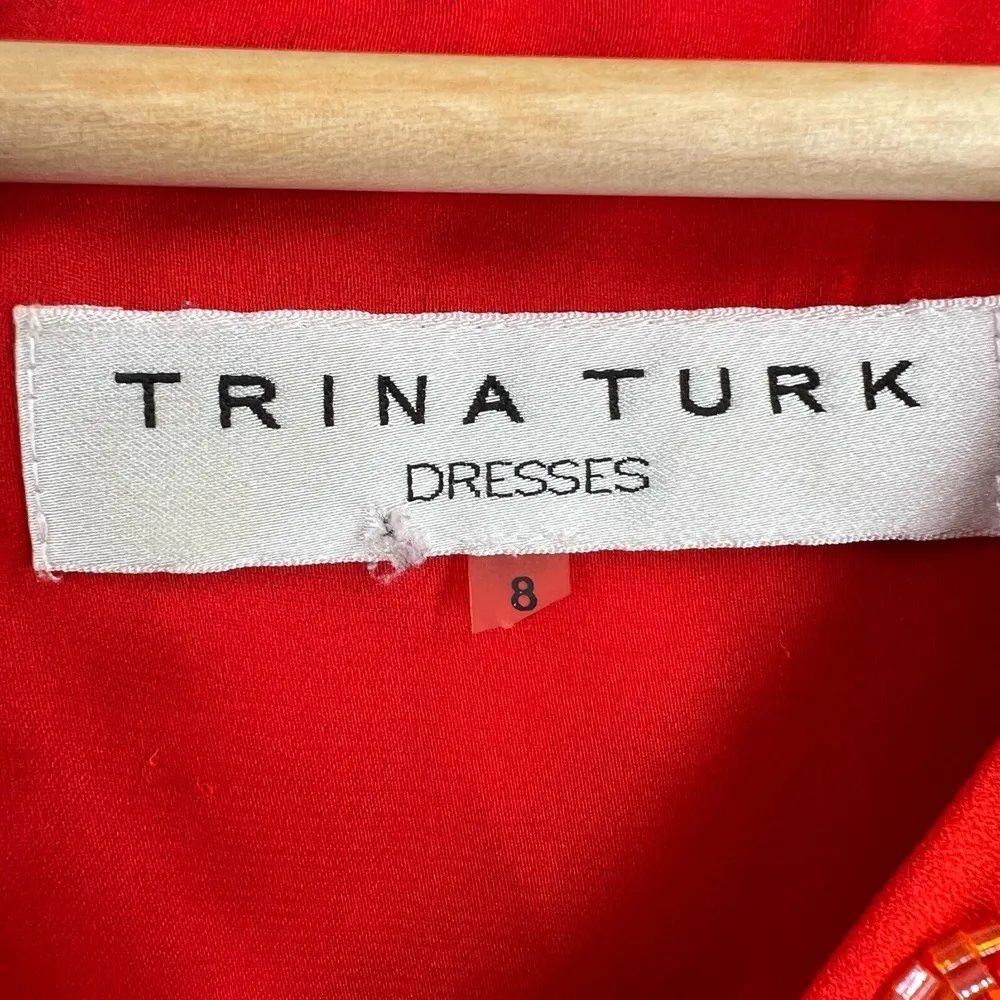 TRINA TURK
DRESSES
8